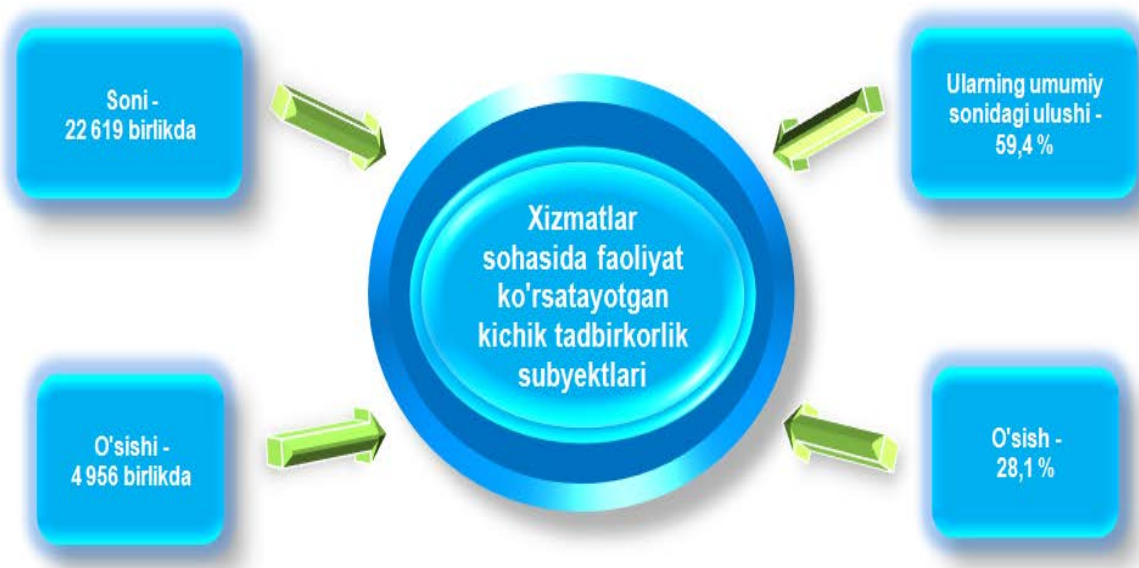 Soni -
22 619 birlikda
Ularning umumiy
sonidagi ulushi -
59,4 %
Xizmatlar
sohasida faoliyat
ko'rsatayotgan
kichik tadbirkorlik
subyektlari
O'sishi -
4 956 birlikda
O'sish -
28,1 %